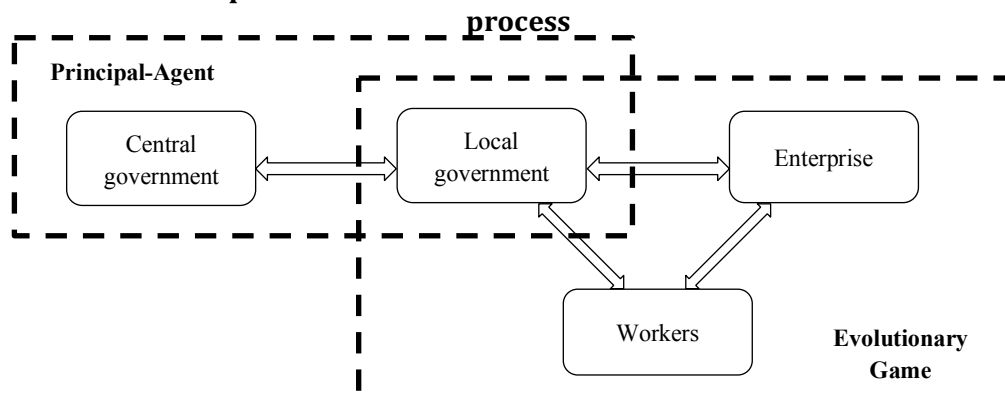 process
Principal-Agent
Central
government
Local
government
Enterprise
Workers
Evolutionary
Game